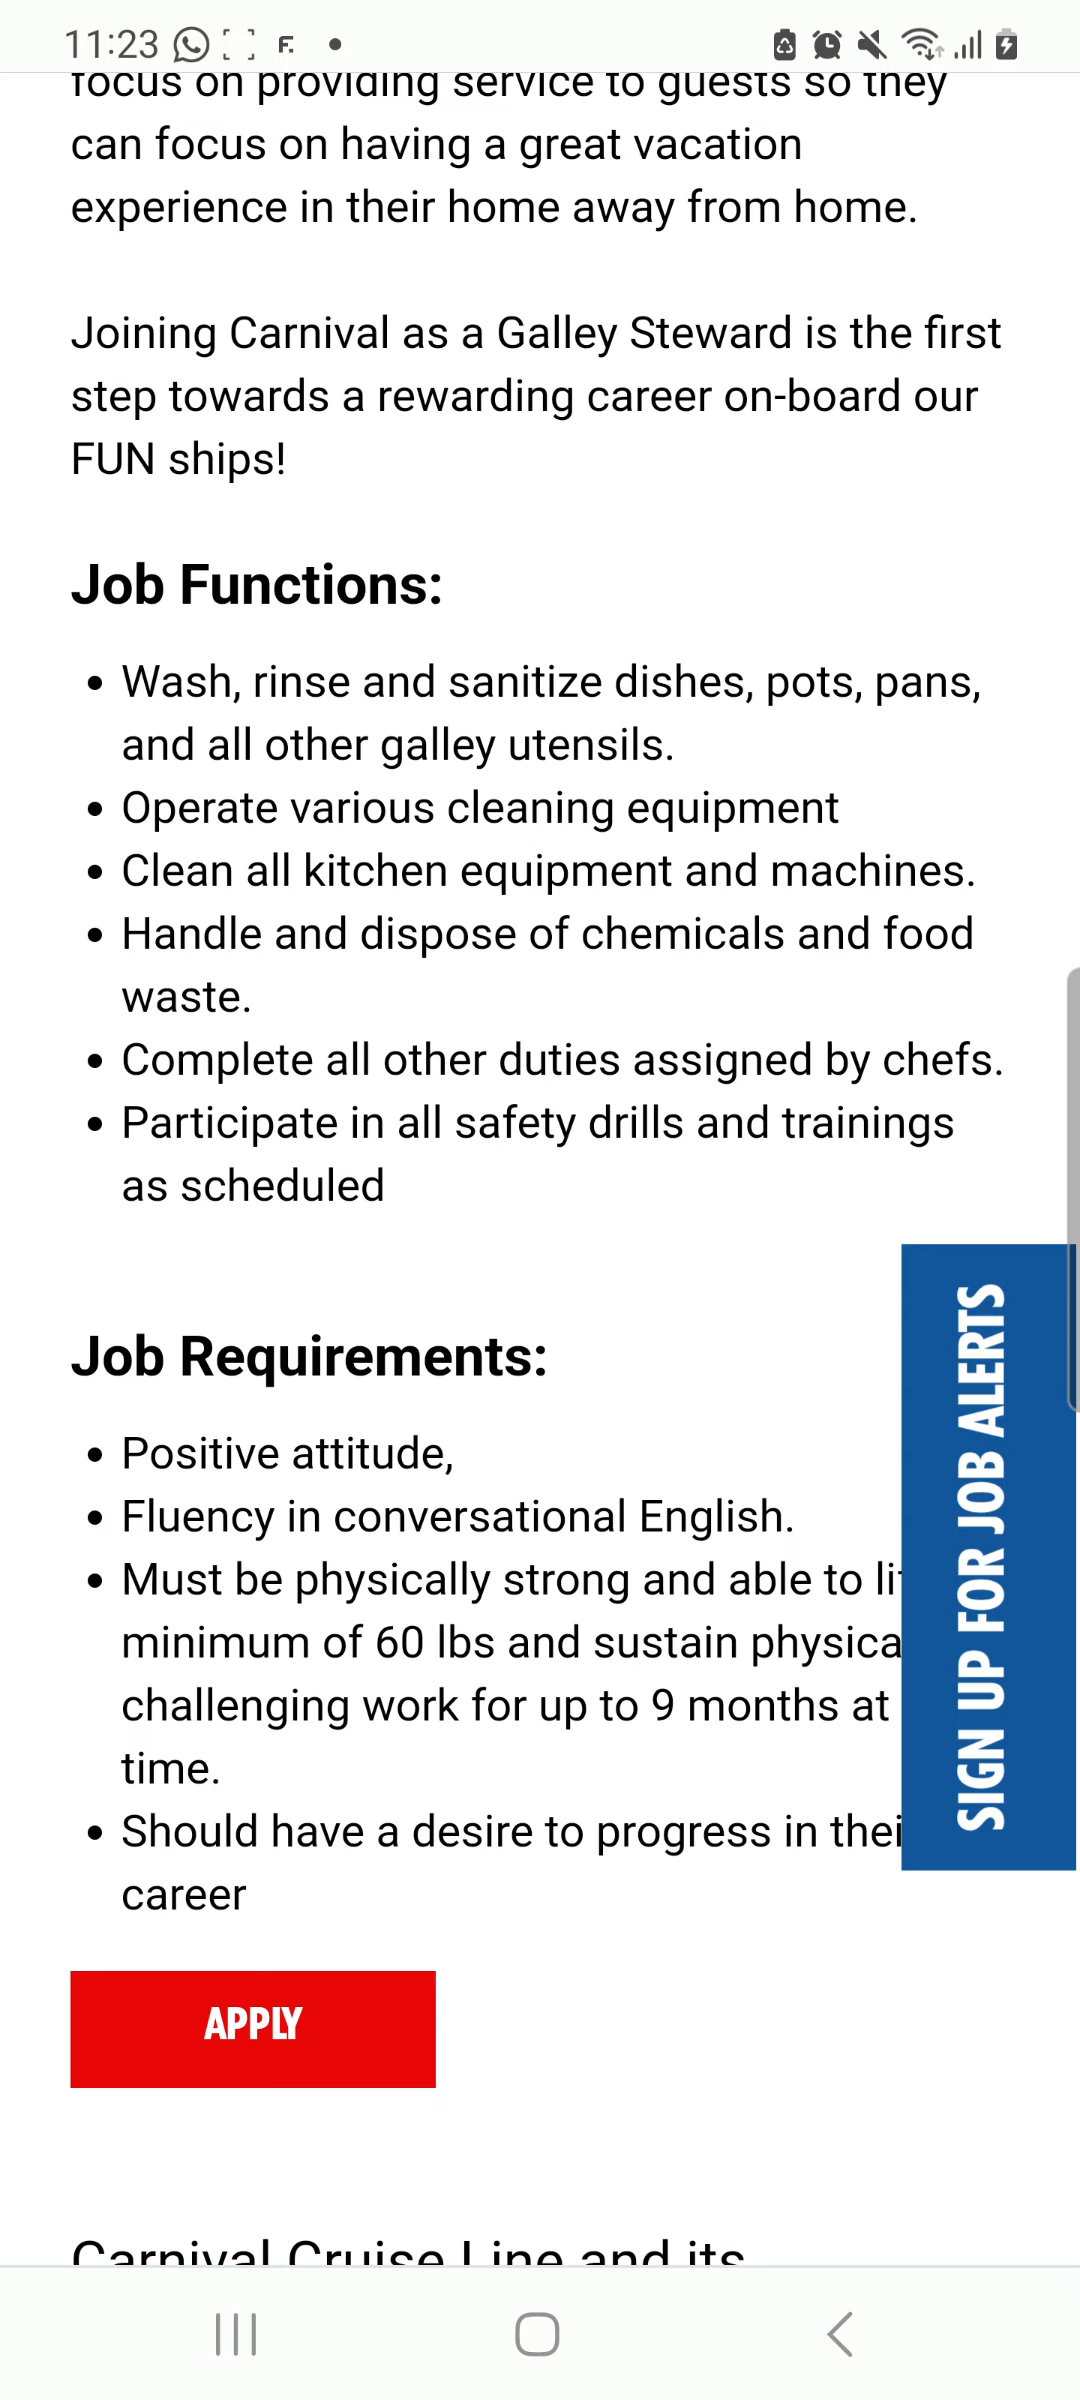 11:23
focus on providing service to guests so they
can focus on having a great vacation
experience in their home away from home.
Joining Carnival as a Galley Steward is the first
step towards a rewarding career on-board our
FUN ships!
Job Functions:
• Wash, rinse and sanitize dishes, pots, pans,
and all other galley utensils.
• Operate various cleaning equipment
• Clean all kitchen equipment and machines.
• Handle and dispose of chemicals and food
waste.
• Complete all other duties assigned by chefs.
• Participate in all safety drills and trainings
as scheduled
Job Requirements:
• Positive attitude,
• Fluency in conversational English.
• Must be physically strong and able to
minimum of 60 lbs and sustain
challenging work for up to 9 months at
time.
• Should have a desire to progress in
career
SIGN UP FOR JOB ALERTS
APPLY
Carnival Cruise Line and its